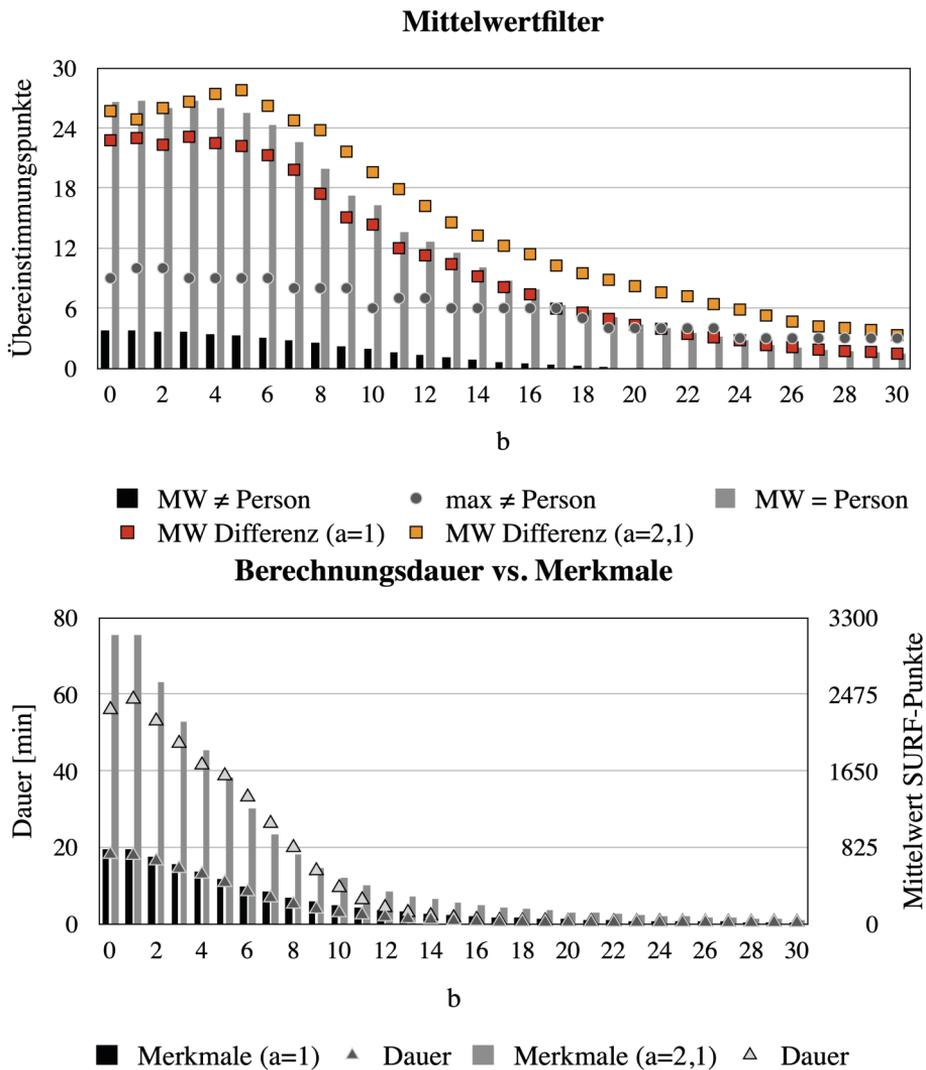 Mittelwertfilter
Übereinstimmungspunkte
30
24
18
12
6
0
0 2 4 6 8 10 12 14 16 18 20 22 24 26 28 30
b
MW ≠ Person max ≠ Person MW = Person
MW Differenz (a=1) MW Differenz (a=2,1)
Berechnungsdauer vs. Merkmale
Dauer [min]
80
60
40
20
0
3300
2475
1650
825
0
Mittelwert SURF-Punkte
0 2 4 6 8 10 12 14 16 18 20 22 24 26 28 30
b
Merkmale (a=1) Dauer Merkmale (a=2,1) Dauer